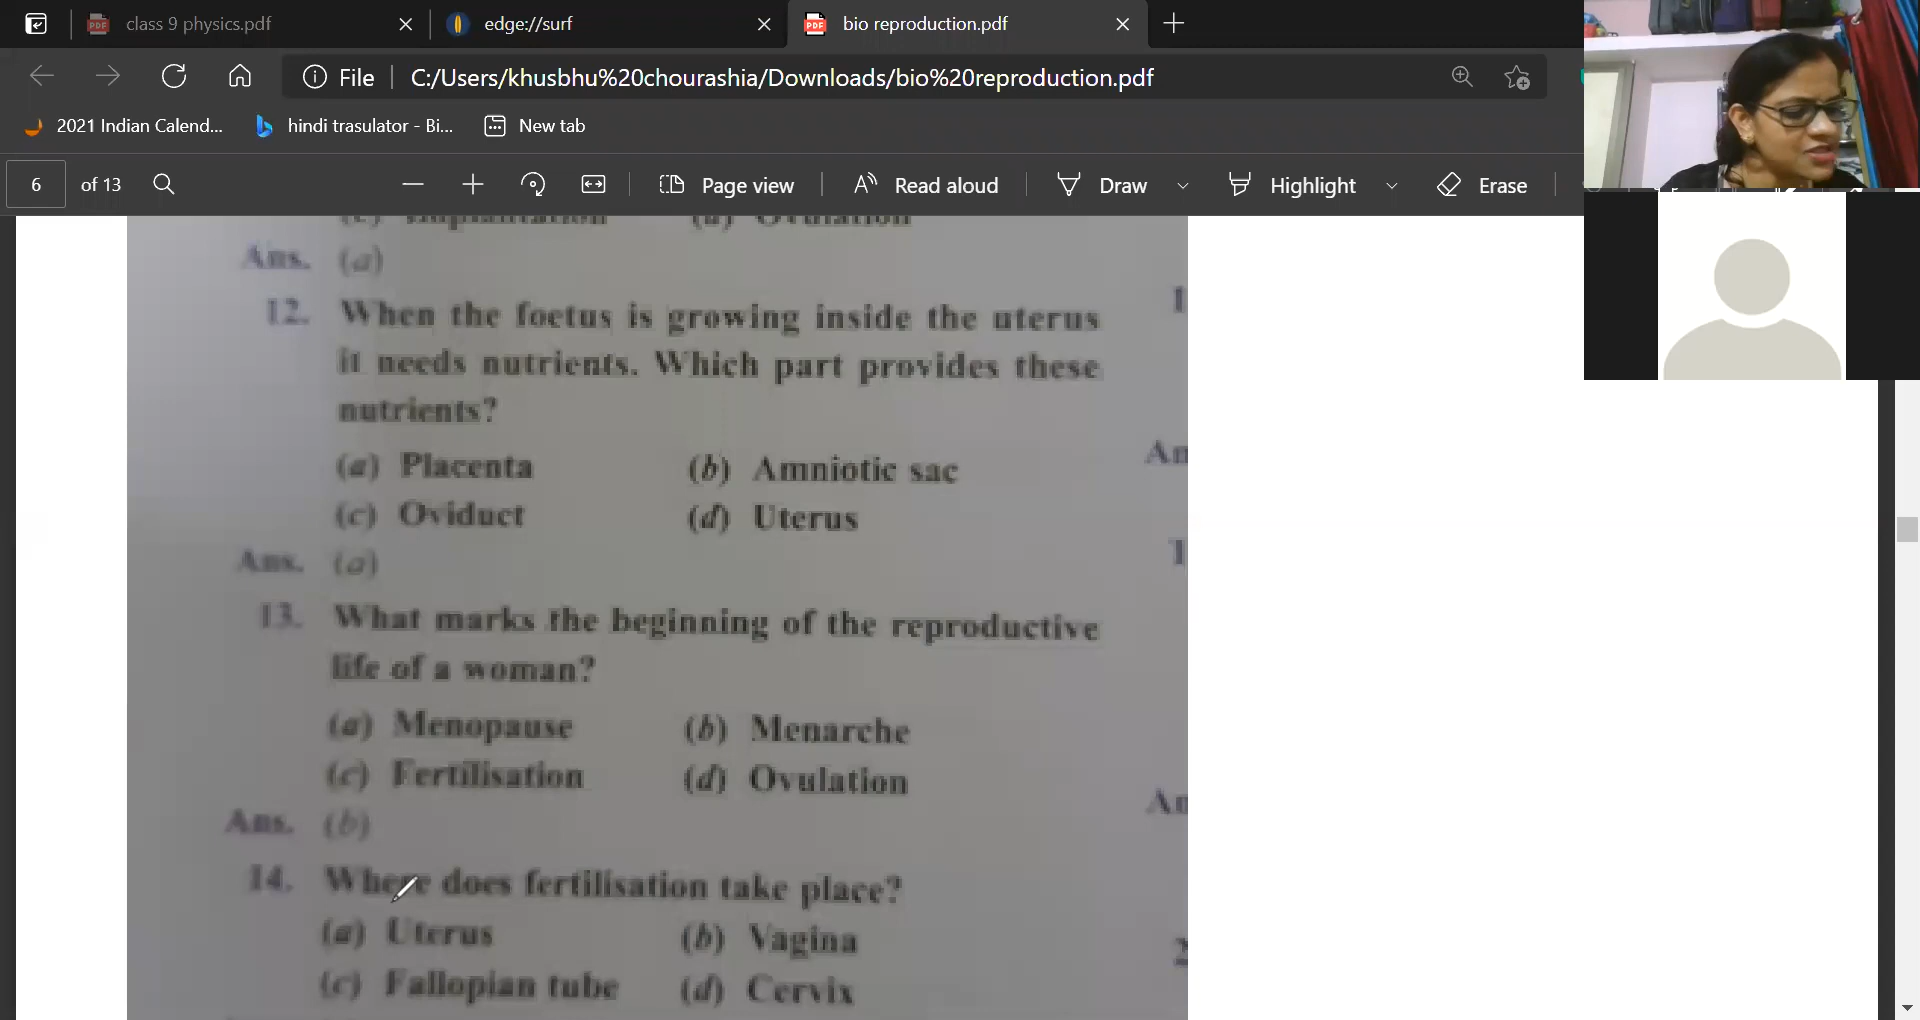 class 9 physics.pdf
edge://surf
bio reproduction.pdf
File
C:/Users/khusbhu%20chourashia/Downloads/bio%20reproduction.pdf
2021 Indian Calend...
hindi trasulator - Bi...
New tab
6 of 13
Page view
Read aloud
Draw
Highlight
Erase
(c) Implantation (d) Ovulation
Ans. (a)
12. When the foetus is growing inside the uterus
it needs nutrients. Which part provides these
nutrients?
(a) Placenta (b) Amniotic sac
(c) Oviduct (d) Uterus
Ans. (a)
13. What marks the beginning of the reproductive
life of a woman?
(a) Menopause (b) Menarche
(c) Fertilisation (d) Ovulation
Ans. (b)
14. Where does fertilisation take place?
(a) Uterus (b) Vagina
(c) Fallopian tube (d) Cervix